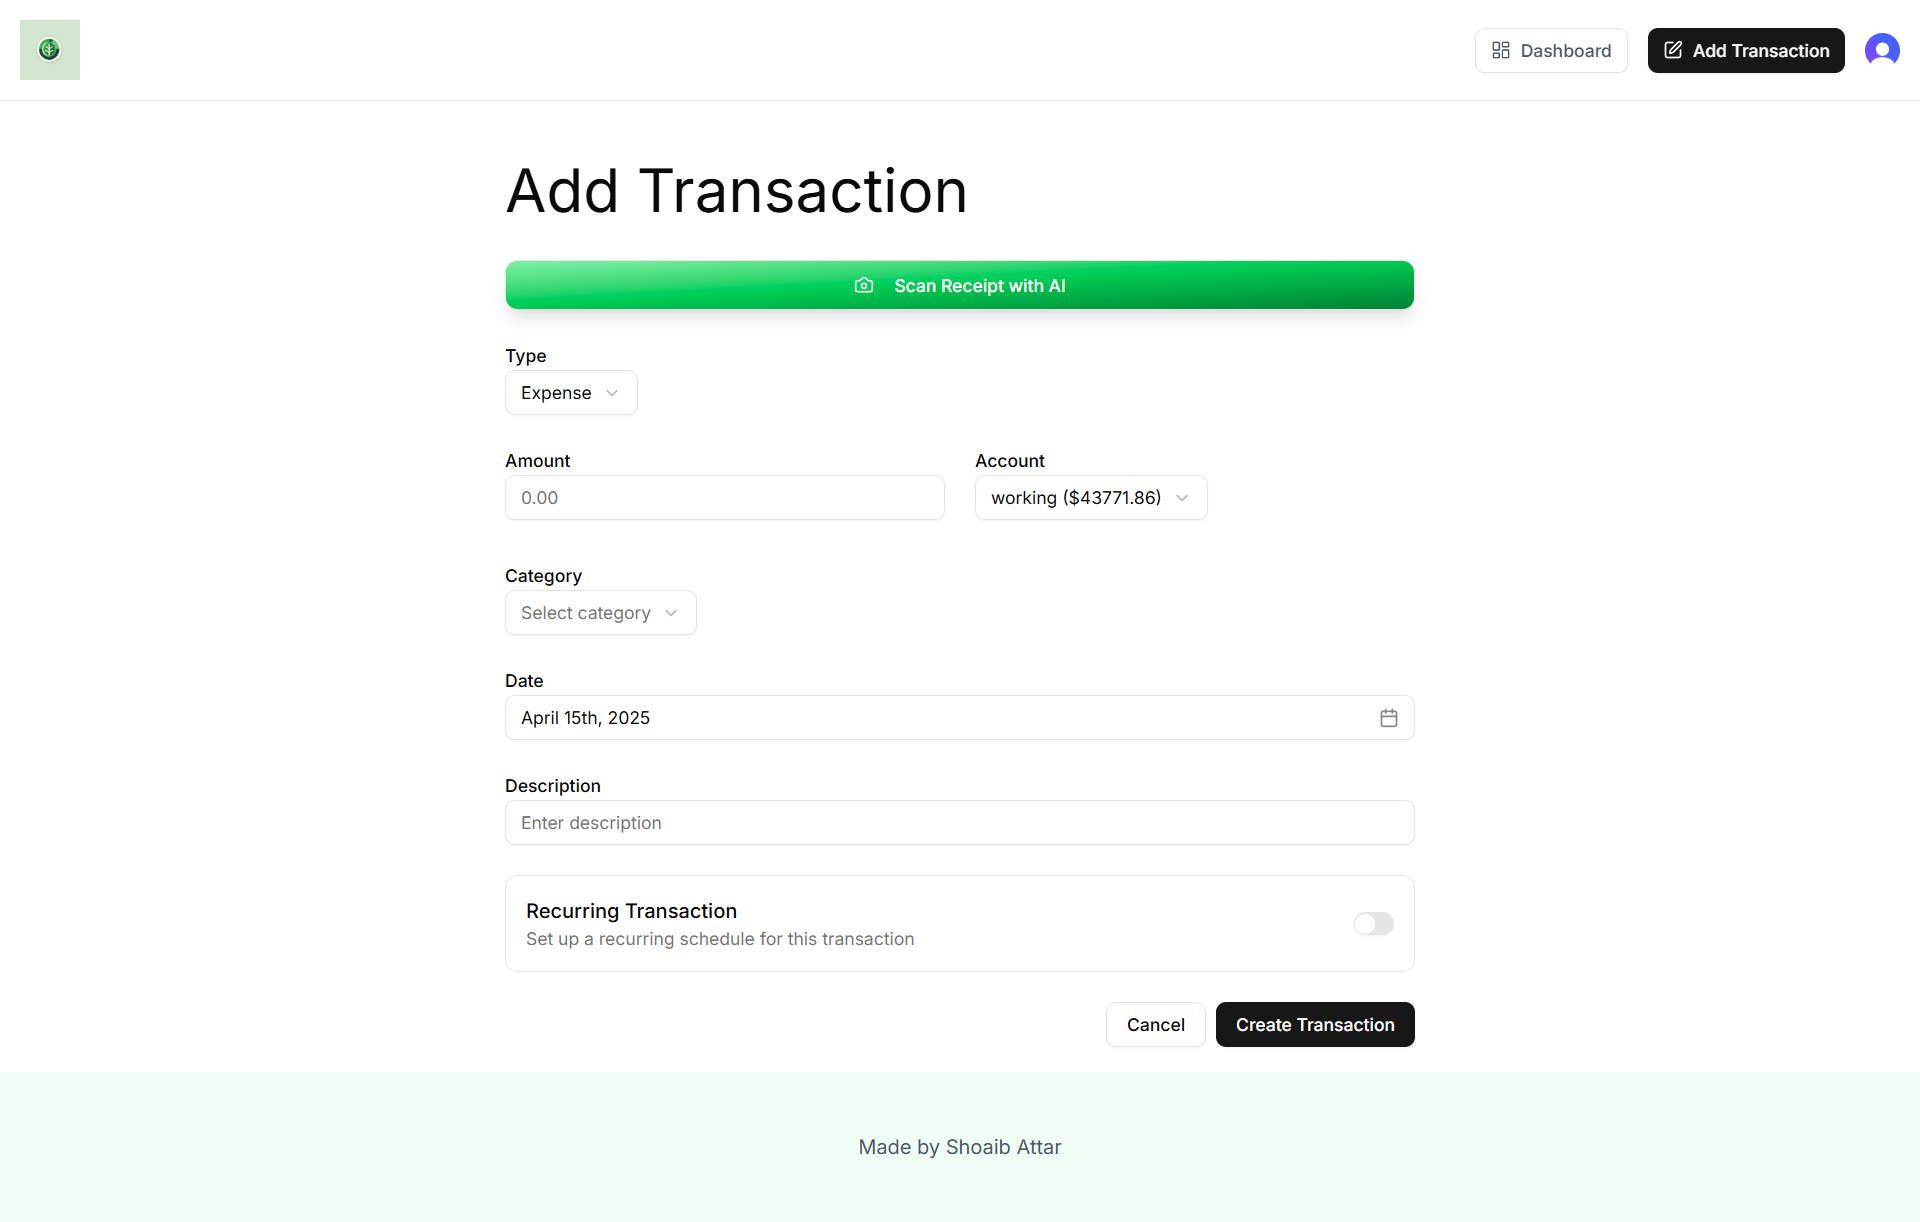 Dashboard
Add Transaction
Add Transaction
Scan Receipt with AI
Type
Expense
Amount
Account
0.00
working ($43771.86)
Category
Select category
Date
April 15th, 2025
Description
Enter description
Recurring Transaction
Set up a recurring schedule for this transaction
Cancel
Create Transaction
Made by Shoaib Attar